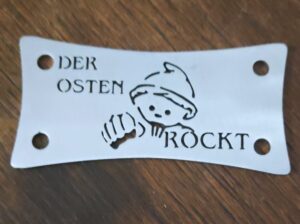 DER
OSTEN
ROCKT